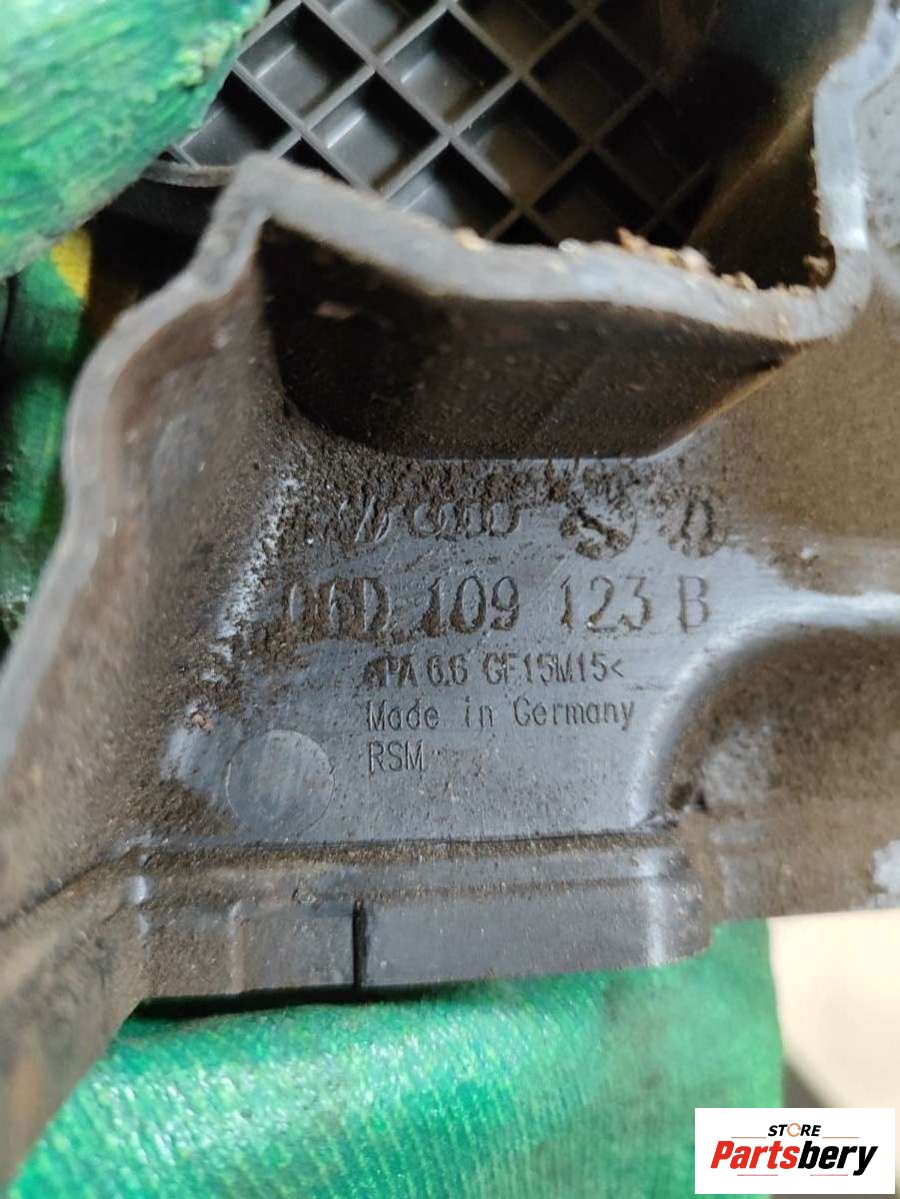 06D 109 123 B
>PA 6.6 GF15M15<
Made in Germany
RSM
STORE
Partsbery